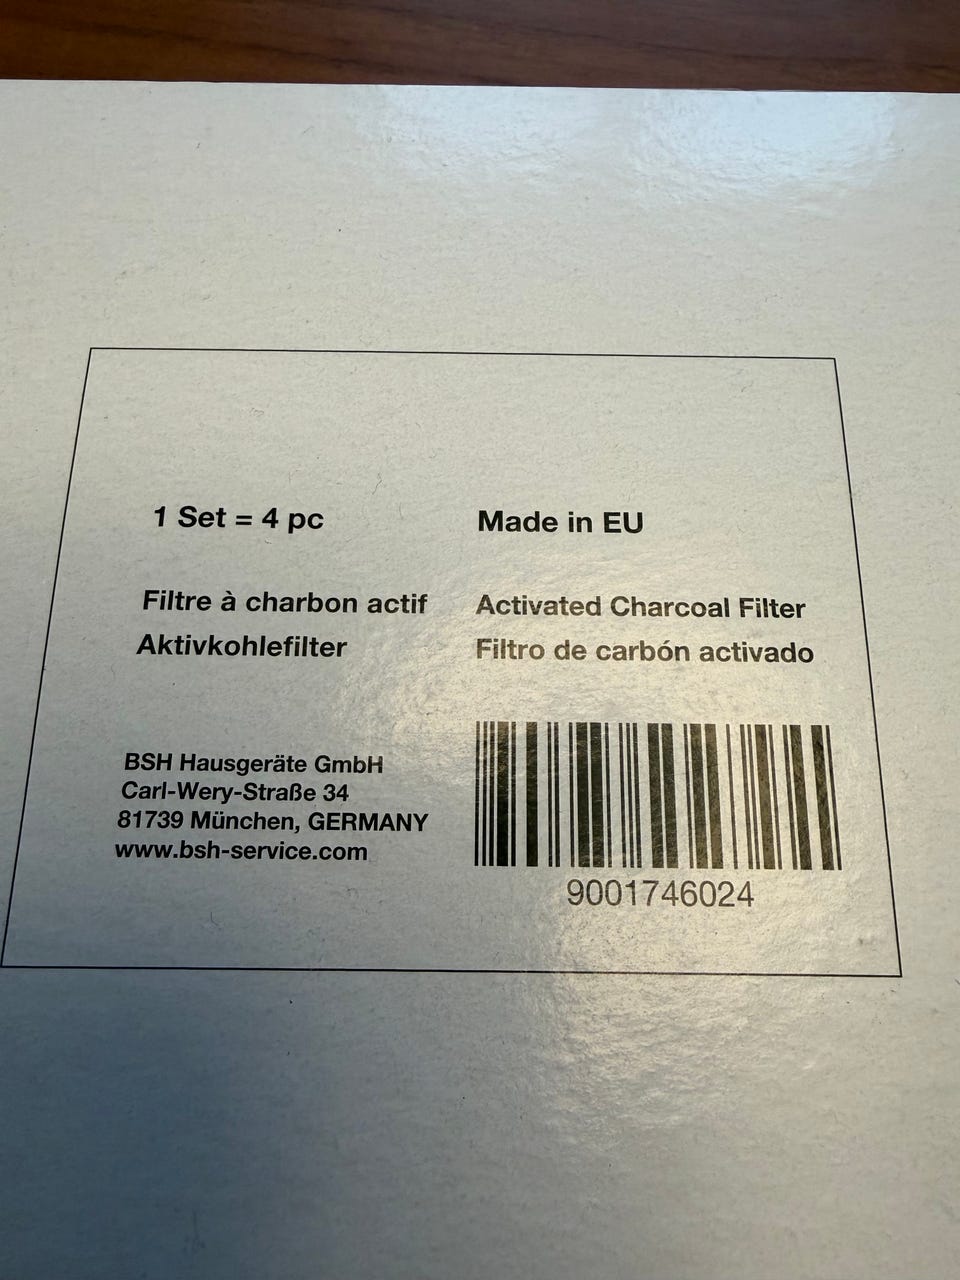 1 Set = 4 pc
Made in EU
Filtre à charbon actif
Aktivkohlefilter
Activated Charcoal Filter
Filtro de carbón activado
BSH Hausgeräte GmbH
Carl-Wery-Straße 34
81739 München, GERMANY
www.bsh-service.com
9001746024